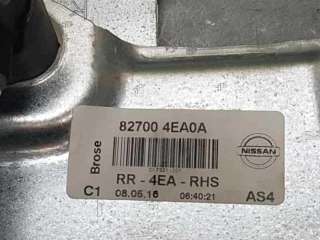 82700 4EA0A
Brose
NISSAN
RR - 4EA - RHS
C1
08.05.16
06:40:21
AS4